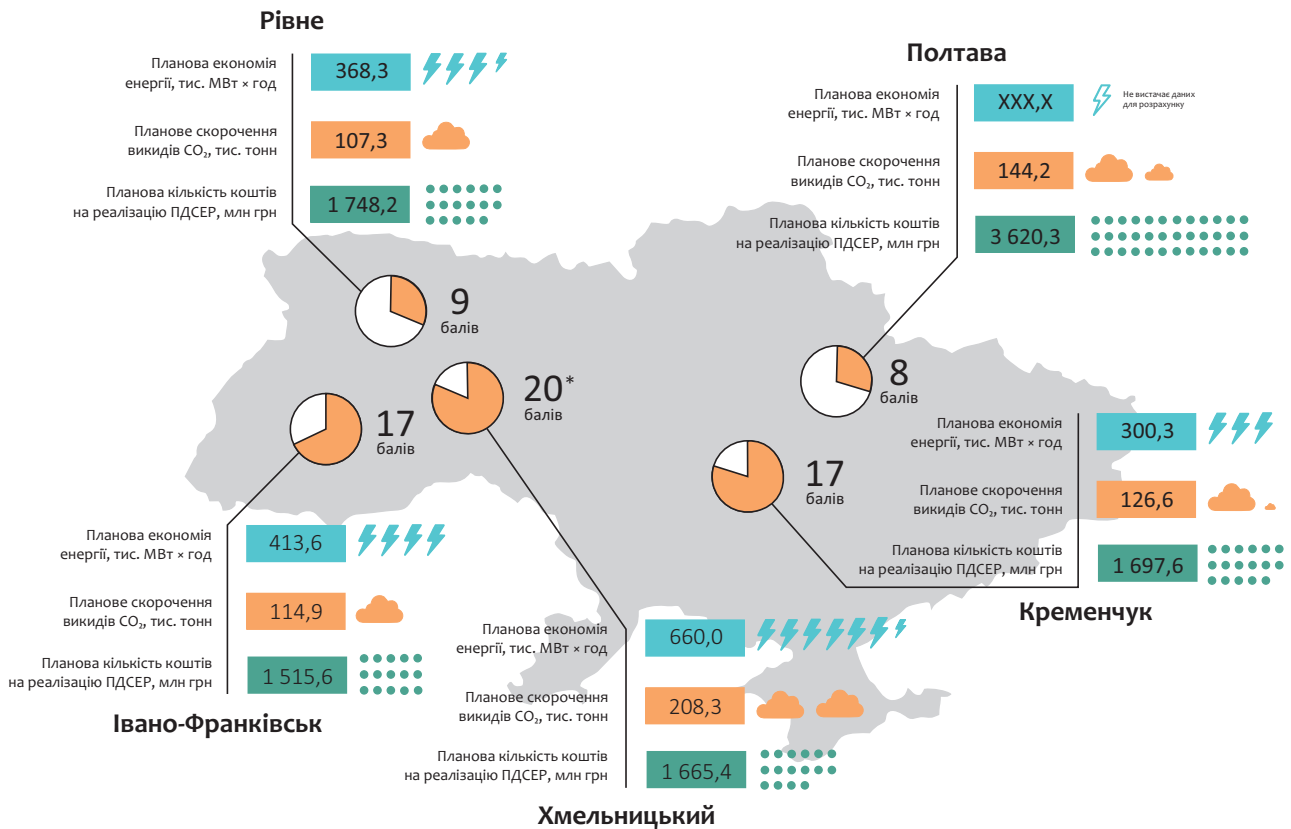 Рівне
Планова економія
енергії, тис. МВт × год
368,3
Планове скорочення
викидів CO₂, тис. тонн
107,3
Планова кількість коштів
на реалізацію ПДСЕР, млн грн
1 748,2
9
балів
Полтава
Планова економія
енергії, тис. МВт × год
XXX,X
Не вистачає даних
для розрахунку
Планове скорочення
викидів CO₂, тис. тонн
144,2
Планова кількість коштів
на реалізацію ПДСЕР, млн грн
3 620,3
8
балів
17
балів
20*
балів
17
балів
Планова економія
енергії, тис. МВт × год
300,3
Планове скорочення
викидів CO₂, тис. тонн
126,6
Планова кількість коштів
на реалізацію ПДСЕР, млн грн
1 697,6
Кременчук
Планова економія
енергії, тис. МВт × год
413,6
Планове скорочення
викидів CO₂, тис. тонн
114,9
Планова кількість коштів
на реалізацію ПДСЕР, млн грн
1 515,6
Івано-Франківськ
Планова економія
енергії, тис. МВт × год
660,0
Планове скорочення
викидів CO₂, тис. тонн
208,3
Планова кількість коштів
на реалізацію ПДСЕР, млн грн
1 665,4
Хмельницький